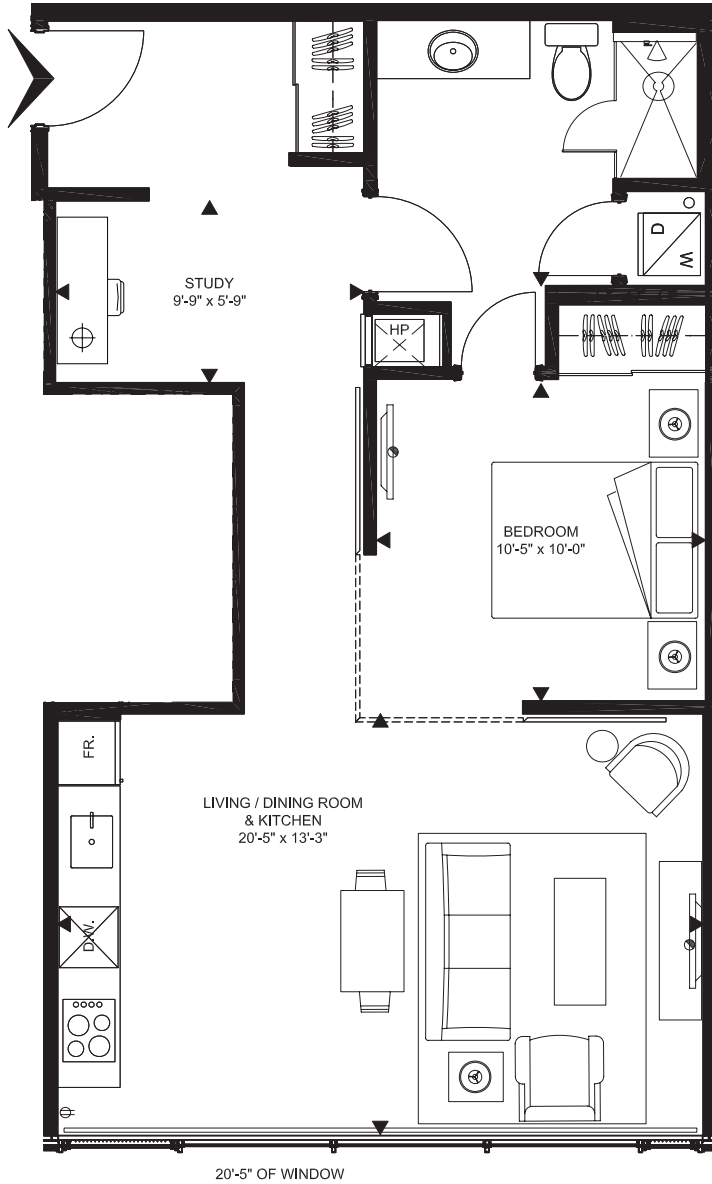 STUDY
9'-9" x 5'-9"
D
W
HP
BEDROOM
10'-5" x 10'-0"
FR.
LIVING / DINING ROOM
& KITCHEN
20'-5" x 13'-3"
D.W.
20'-5" OF WINDOW